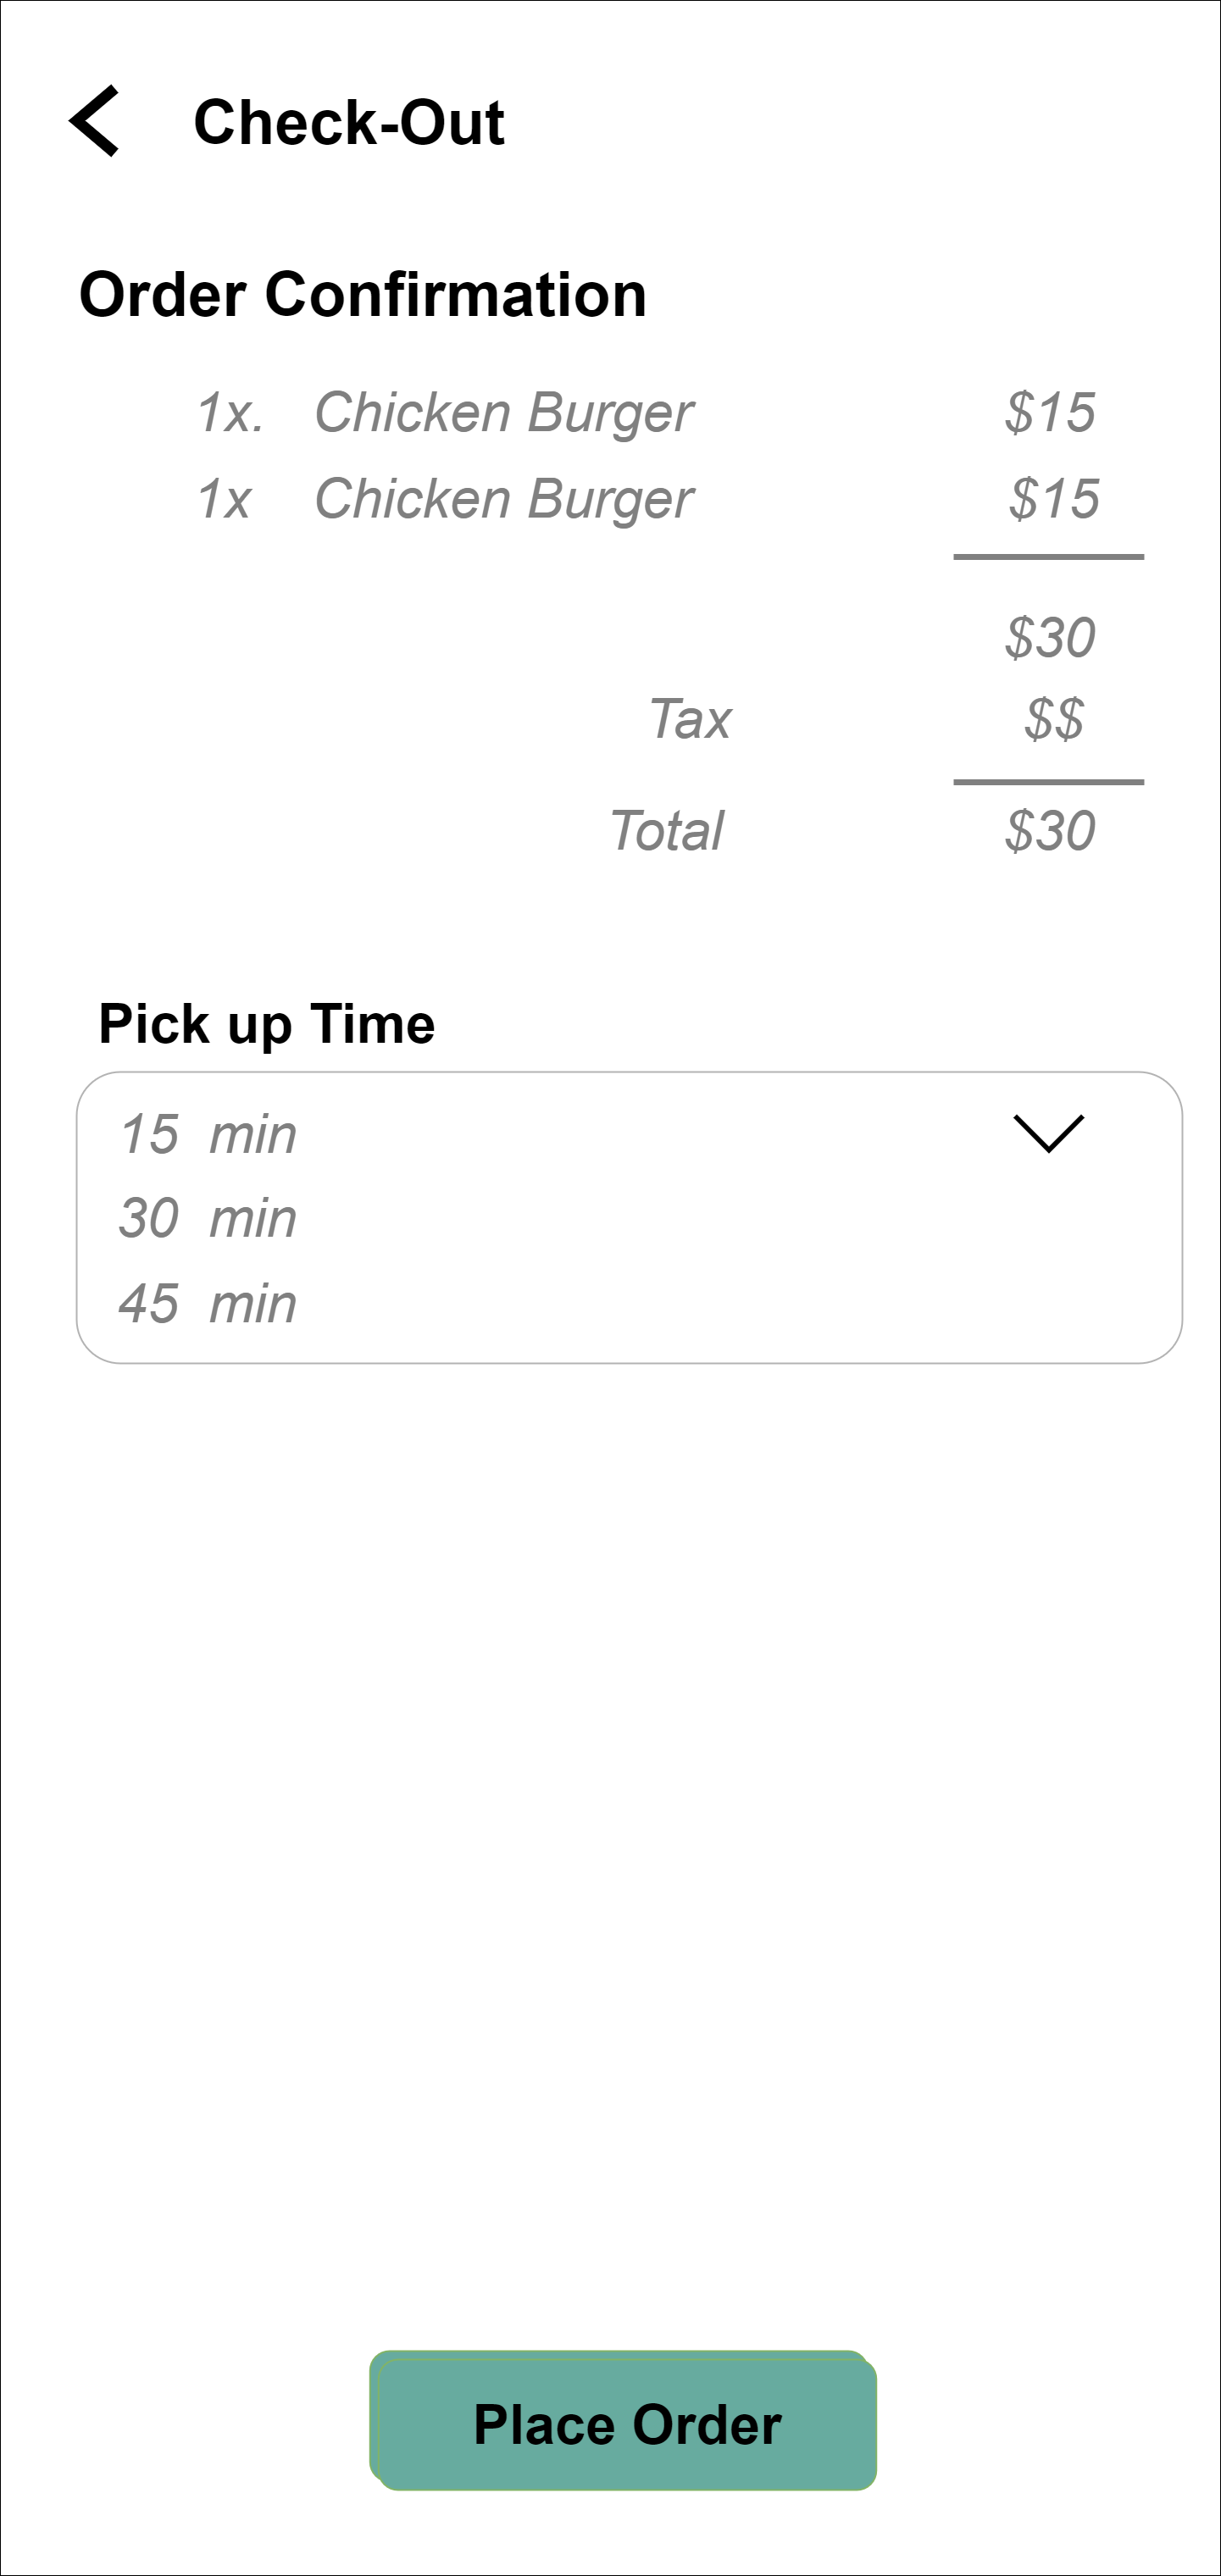 Check-Out
Order Confirmation
1x. Chicken Burger $15
1x Chicken Burger $15
$30
Tax $$
Total $30
Pick up Time
15 min
30 min
45 min
Place Order